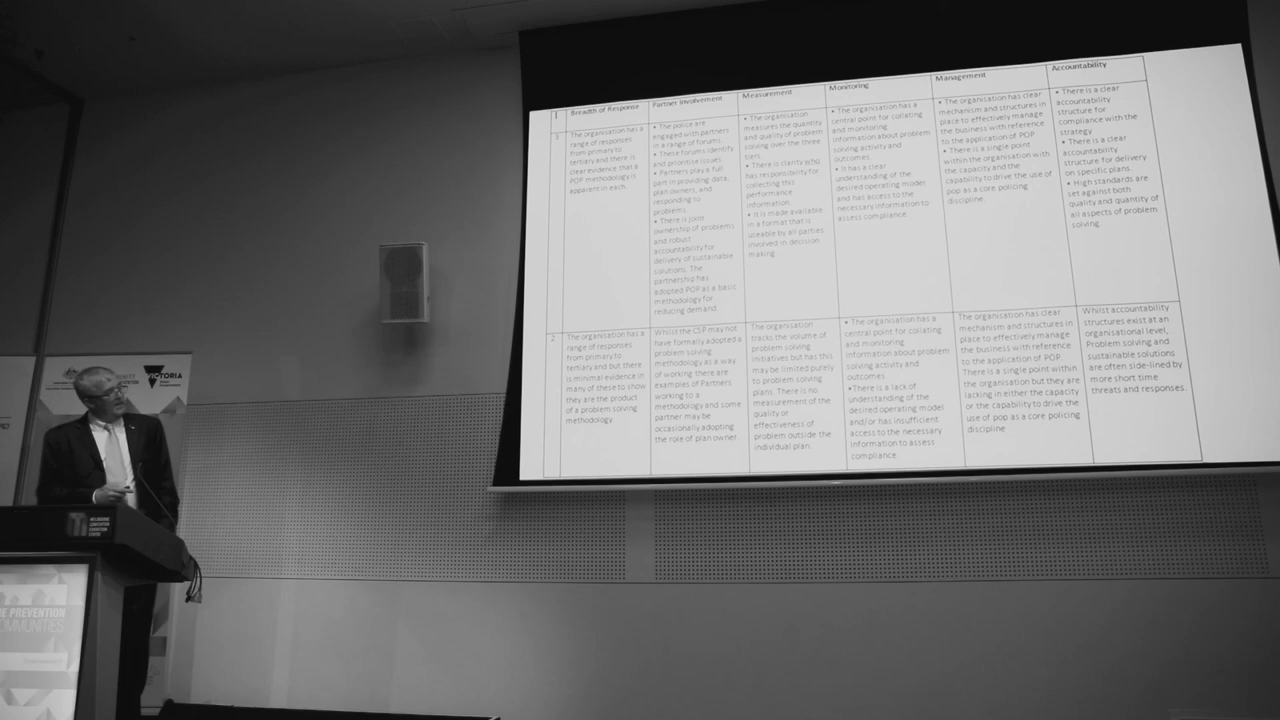 Breadth of Response
Partner Involvement
Measurement
Monitoring
Management
Accountability
The organisation has a
range of responses
from primary to
tertiary and there is
clear evidence that a
POP methodology is
apparent in each.
• The police are
engaged with partners
in a range of forums.
• These forums identify
and prioritise issues
• Partners play a full
part in providing data,
plan owners, and
responding to
problems
• There is joint
ownership of problems
and robust
accountability for
delivery of sustainable
solutions; The
partnership has
adopted POP as a basic
methodology for
reducing demand.
• The organisation
measures the quantity
and quality of problem
solving over the three
tiers.
• There is clarity who
has responsibility for
collecting this
performance
information.
• It is made available
in a format that is
useable by all parties
involved in decision
making
• The organisation has a
central point for collating
and monitoring
information about problem
solving activity and
outcomes.
• It has a clear
understanding of the
desired operating model
and has access to the
necessary information to
assess compliance.
• The organisation has clear
mechanism and structures in
place to effectively manage
the business with reference
to the application of POP
• There is a single point
within the organisation with
the capacity and the
capability to drive the use of
pop as a core policing
discipline.
• There is a clear
accountability
structure for
compliance with the
strategy
• There is a clear
accountability
structure for delivery
on specific plans.
• High standards are
set against both
quality and quantity of
all aspects of problem
solving.
2
The organisation has a
range of responses
from primary to
tertiary and but there
is minimal evidence in
many of these to show
they are the product
of a problem solving
methodology.
Whilst the CSP may not
have formally adopted a
problem solving
methodology as a way
of working there are
examples of Partners
working to a
methodology and some
partner may be
occasionally adopting
the role of plan owner.
The organisation
tracks the volume of
problem solving
initiatives but has this
may be limited purely
to problem solving
plans. There is no
measurement of the
quality or
effectiveness of
problem outside the
individual plan.
• The organisation has a
central point for collating
and monitoring
information about problem
solving activity and
outcomes
•There is a lack of
understanding of the
desired operating model
and/or has insufficient
access to the necessary
information to assess
compliance.
The organisation has clear
mechanism and structures in
place to effectively manage
the business with reference
to the application of POP.
There is a single point within
the organisation but they are
lacking in either the capacity
or the capability to drive the
use of pop as a core policing
discipline
Whilst accountability
structures exist at an
organisational level,
Problem solving and
sustainable solutions
are often side-lined by
more short time
threats and responses.
VICTORIA
MELBOURNE
CONVENTION
EXHIBITION
CENTRE
E PREVENTION
OMMUNITIES